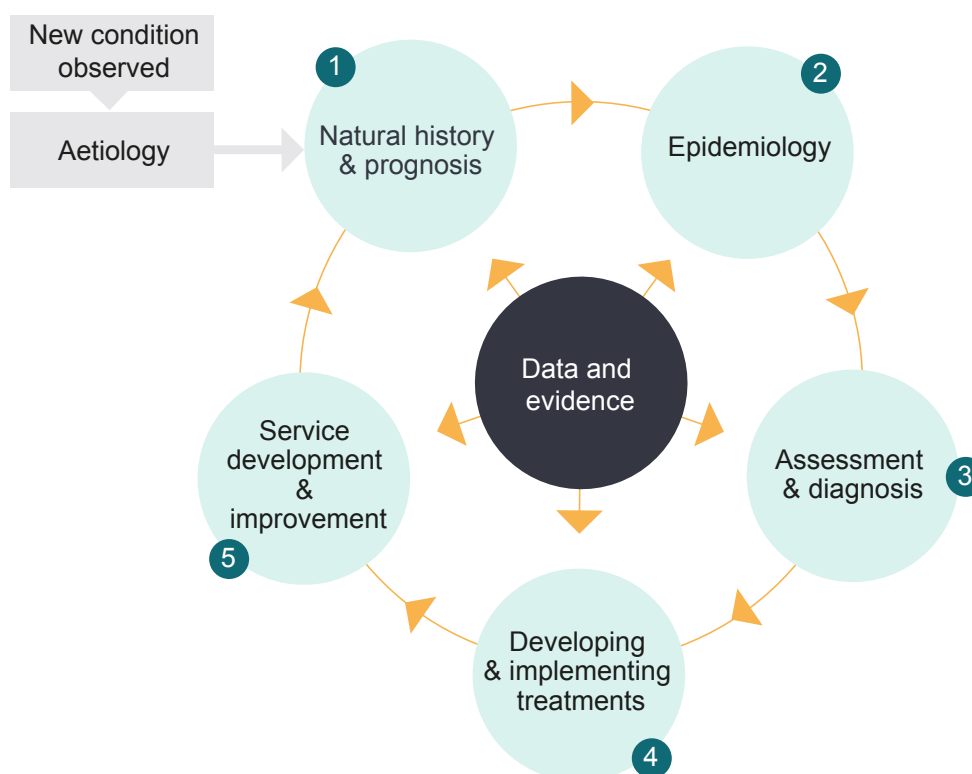 New condition
observed
Aetiology
1
Natural history
& prognosis
2
Epidemiology
Data and
evidence
Assessment
& diagnosis
3
Developing
& implementing
treatments
4
Service
development
&
improvement
5